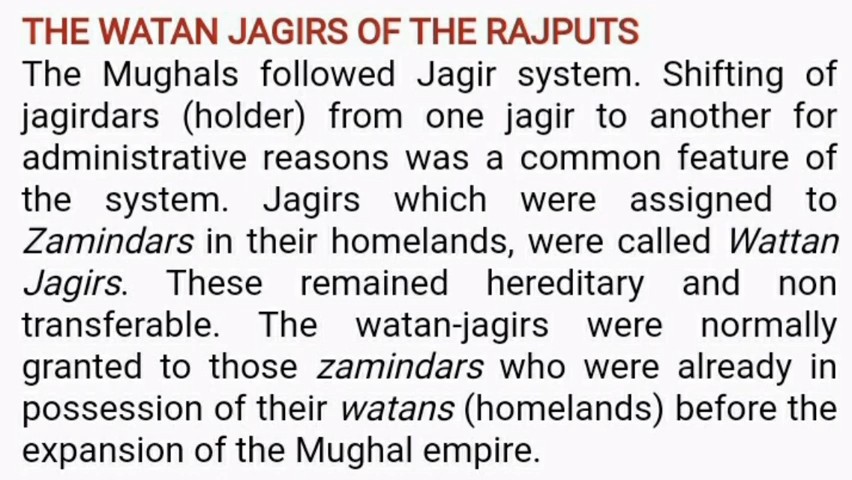 THE WATAN JAGIRS OF THE RAJPUTS
The Mughals followed Jagir system. Shifting of
jagirdars (holder) from one jagir to another for
administrative reasons was a common feature of
the system. Jagirs which were assigned to
Zamindars in their homelands, were called Wattan
Jagirs. These remained hereditary and non
transferable. The watan-jagirs were normally
granted to those zamindars who were already in
possession of their watans (homelands) before the
expansion of the Mughal empire.